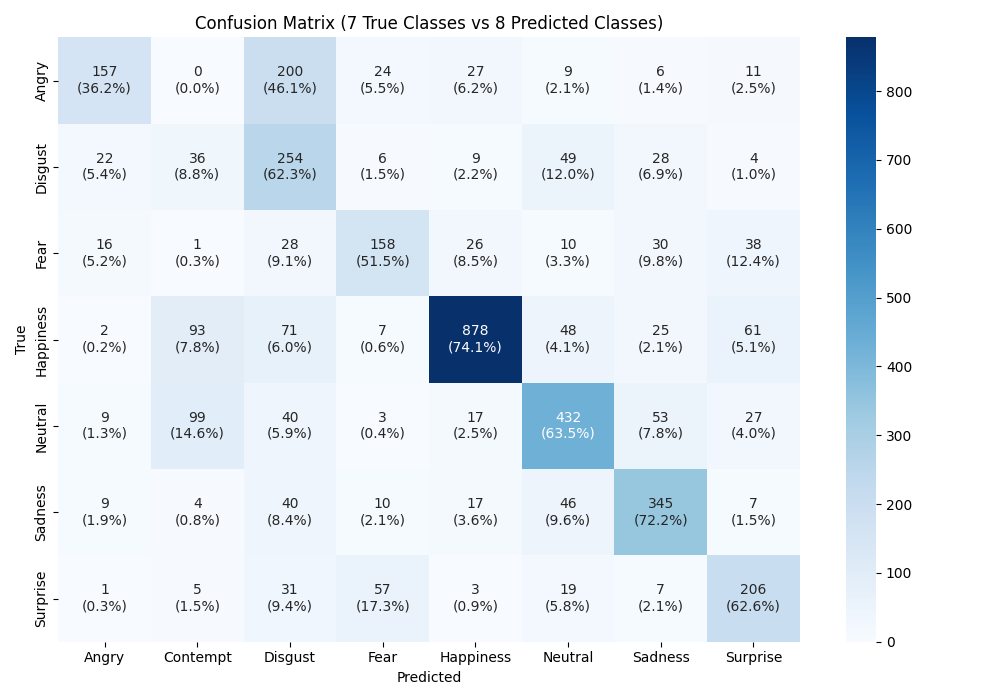 Confusion Matrix (7 True Classes vs 8 Predicted Classes)
True
Angry
157 0 200 24 27 9 6 11
(36.2%) (0.0%) (46.1%) (5.5%) (6.2%) (2.1%) (1.4%) (2.5%)
Disgust
22 36 254 6 9 49 28 4
(5.4%) (8.8%) (62.3%) (1.5%) (2.2%) (12.0%) (6.9%) (1.0%)
Fear
16 1 28 158 26 10 30 38
(5.2%) (0.3%) (9.1%) (51.5%) (8.5%) (3.3%) (9.8%) (12.4%)
Happiness
2 93 71 7 878 48 25 61
(0.2%) (7.8%) (6.0%) (0.6%) (74.1%) (4.1%) (2.1%) (5.1%)
Neutral
9 99 40 3 17 432 53 27
(1.3%) (14.6%) (5.9%) (0.4%) (2.5%) (63.5%) (7.8%) (4.0%)
Sadness
9 4 40 10 17 46 345 7
(1.9%) (0.8%) (8.4%) (2.1%) (3.6%) (9.6%) (72.2%) (1.5%)
Surprise
1 5 31 57 3 19 7 206
(0.3%) (1.5%) (9.4%) (17.3%) (0.9%) (5.8%) (2.1%) (62.6%)
Angry Contempt Disgust Fear Happiness Neutral Sadness Surprise
Predicted
800
700
600
500
400
300
200
100
0